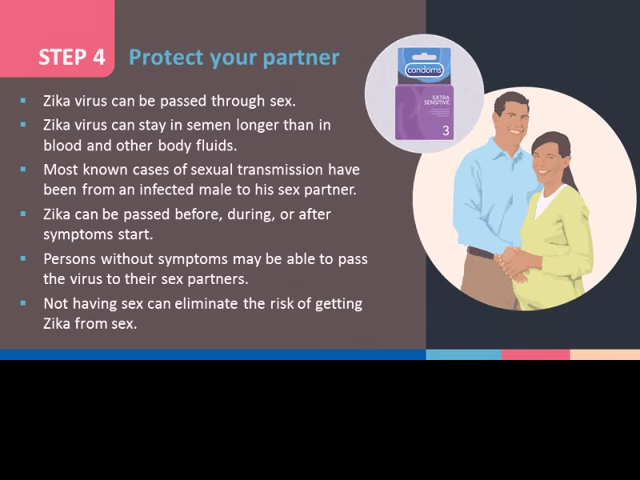 STEP 4 Protect your partner
Zika virus can be passed through sex.
Zika virus can stay in semen longer than in
blood and other body fluids.
Most known cases of sexual transmission have
been from an infected male to his sex partner.
Zika can be passed before, during, or after
symptoms start.
Persons without symptoms may be able to pass
the virus to their sex partners.
Not having sex can eliminate the risk of getting
Zika from sex.
condoms
EXTRA
SENSITIVE
3